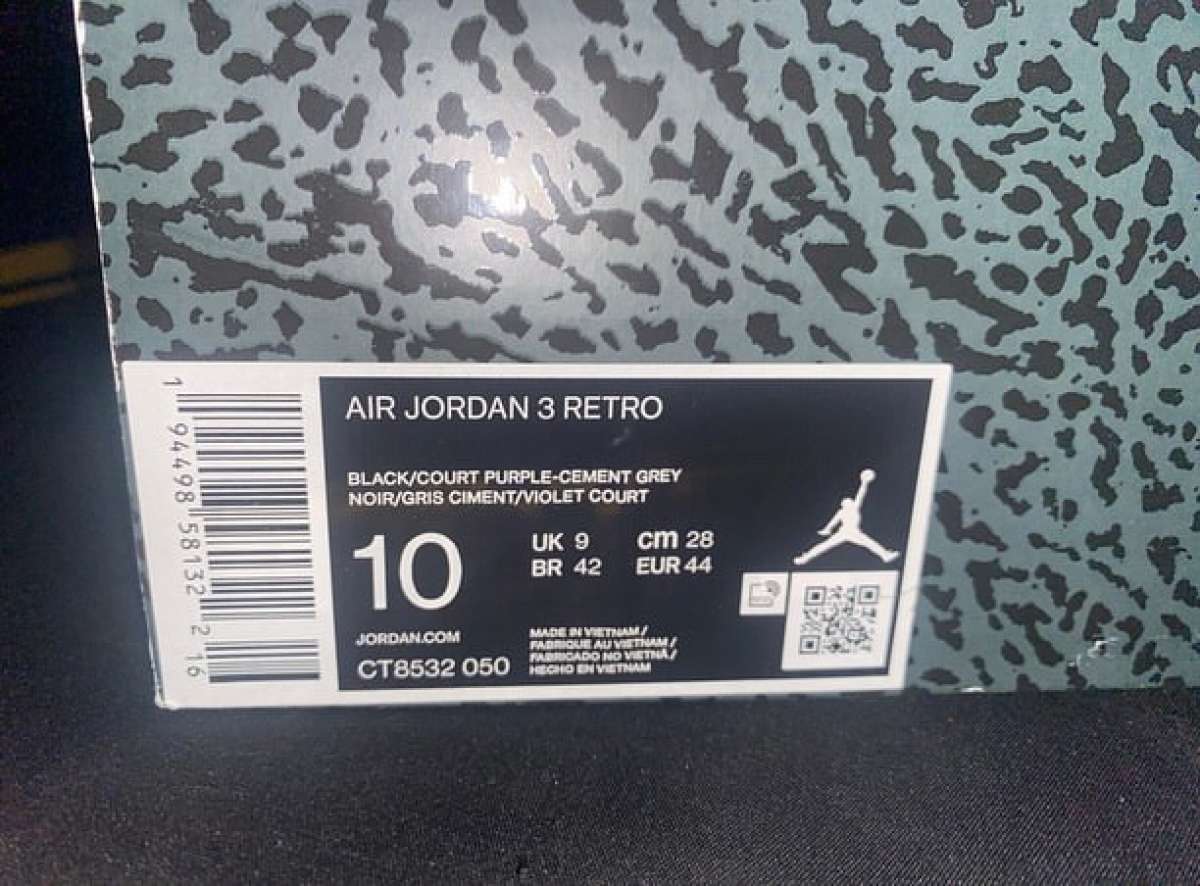 1 94498 58132 2 16
AIR JORDAN 3 RETRO
BLACK/COURT PURPLE-CEMENT GREY
NOIR/GRIS CIMENT/VIOLET COURT
10
UK 9 cm 28
BR 42 EUR 44
JORDAN.COM
CT8532 050
MADE IN VIETNAM/
FABRIQUE AU VIETNAM/
FABRICADO NO VIETNÃ/
HECHO EN VIETNAM